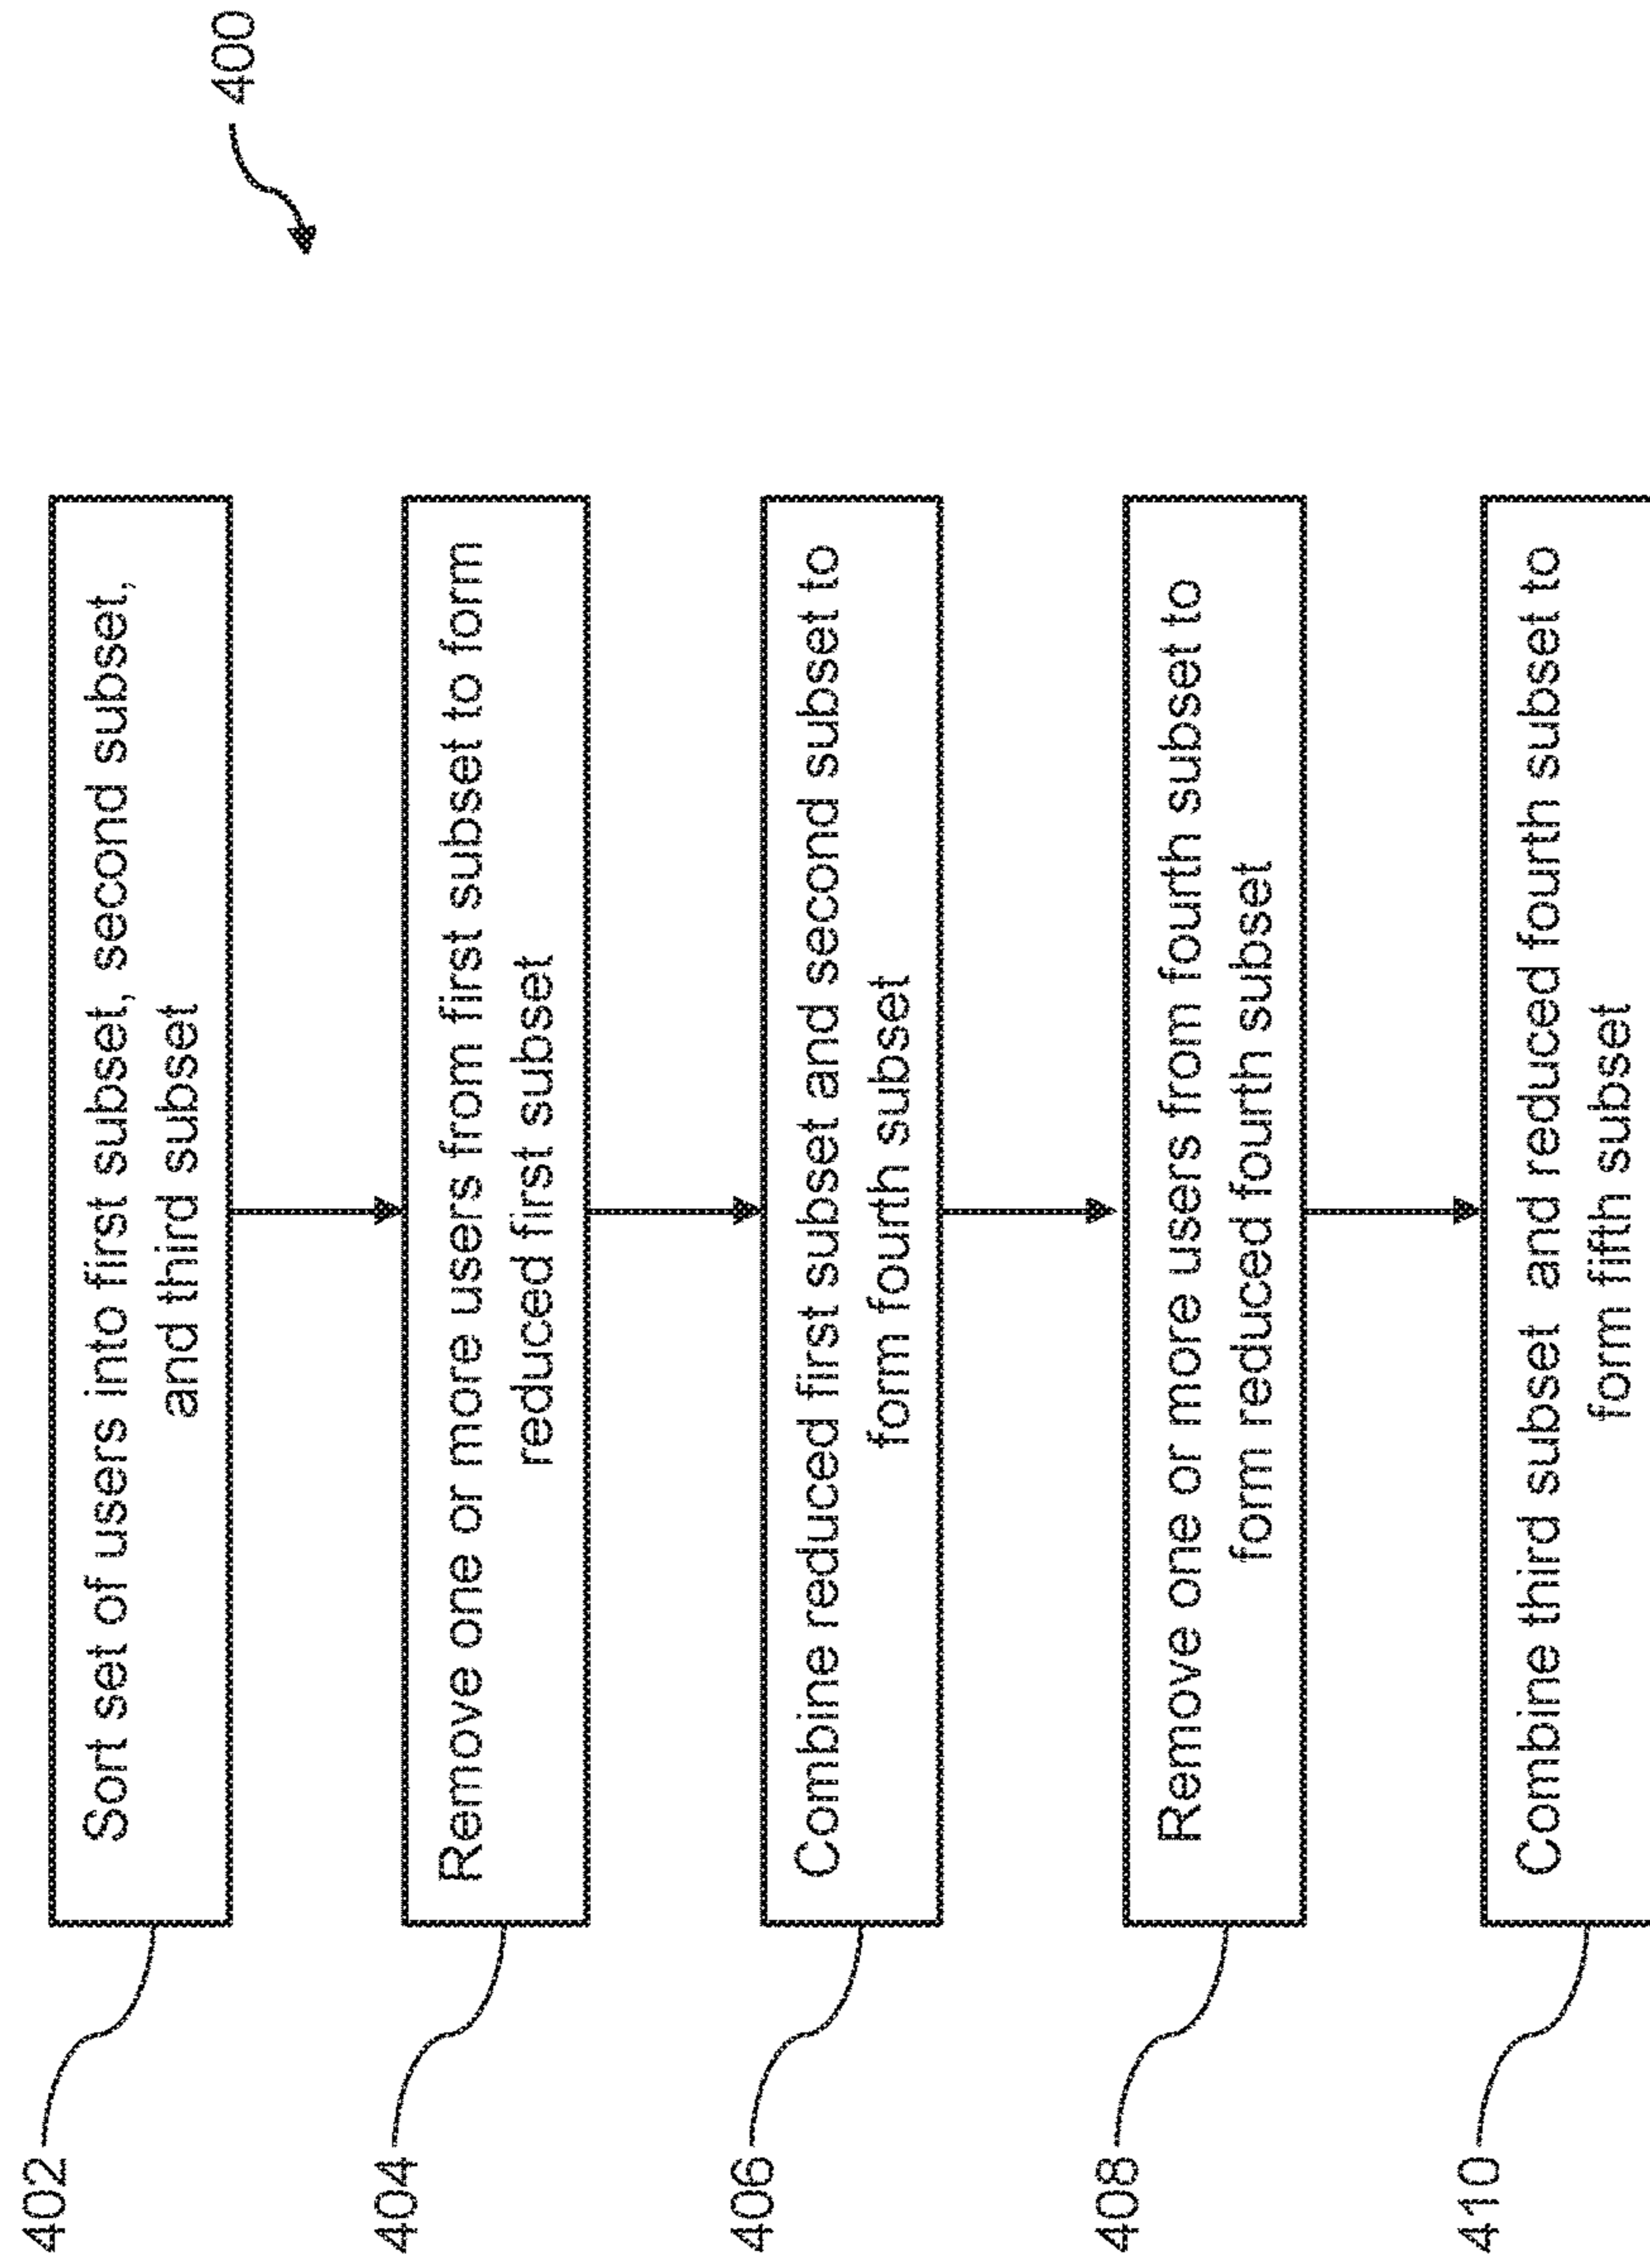 400
402
Sort set of users into first subset, second subset,
and third subset
404
Remove one or more users from first subset to form
reduced first subset
406
Combine reduced first subset and second subset to
form fourth subset
408
Remove one or more users from fourth subset to
form reduced fourth subset
410
Combine third subset and reduced fourth subset to
form fifth subset